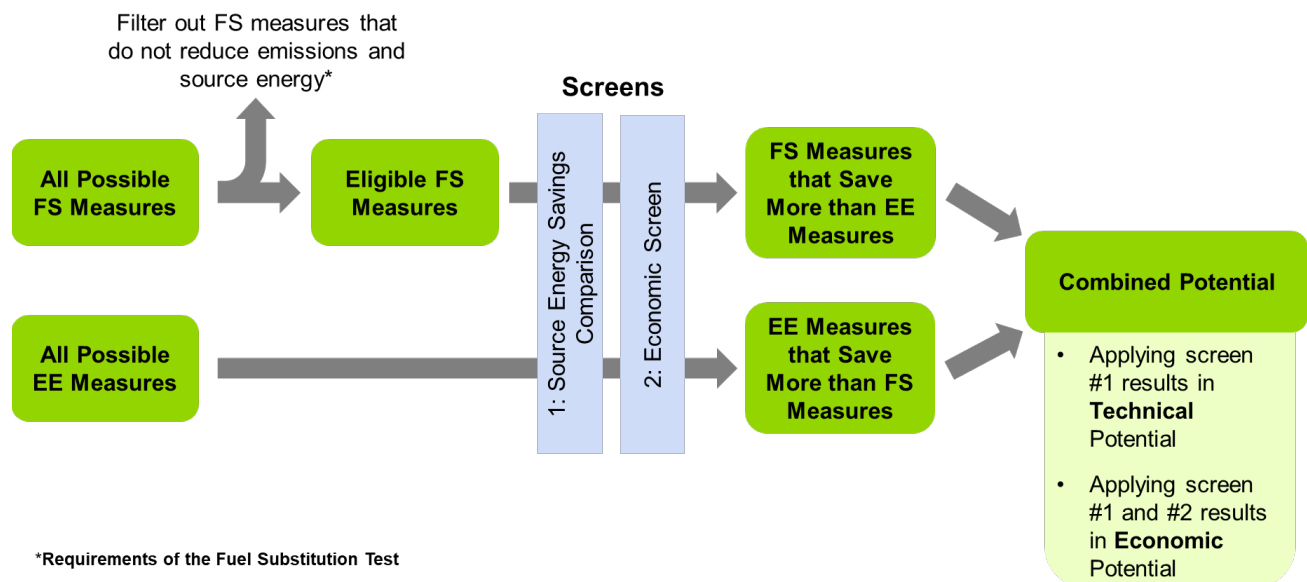 Filter out FS measures that
do not reduce emissions and
source energy*
Screens
All Possible
FS Measures
Eligible FS
Measures
1: Source Energy Savings
Comparison
2: Economic Screen
FS Measures
that Save
More than EE
Measures
All Possible
EE Measures
EE Measures
that Save
More than FS
Measures
Combined Potential
• Applying screen
#1 results in
Technical
Potential
• Applying screen
#1 and #2 results
in Economic
Potential
*Requirements of the Fuel Substitution Test